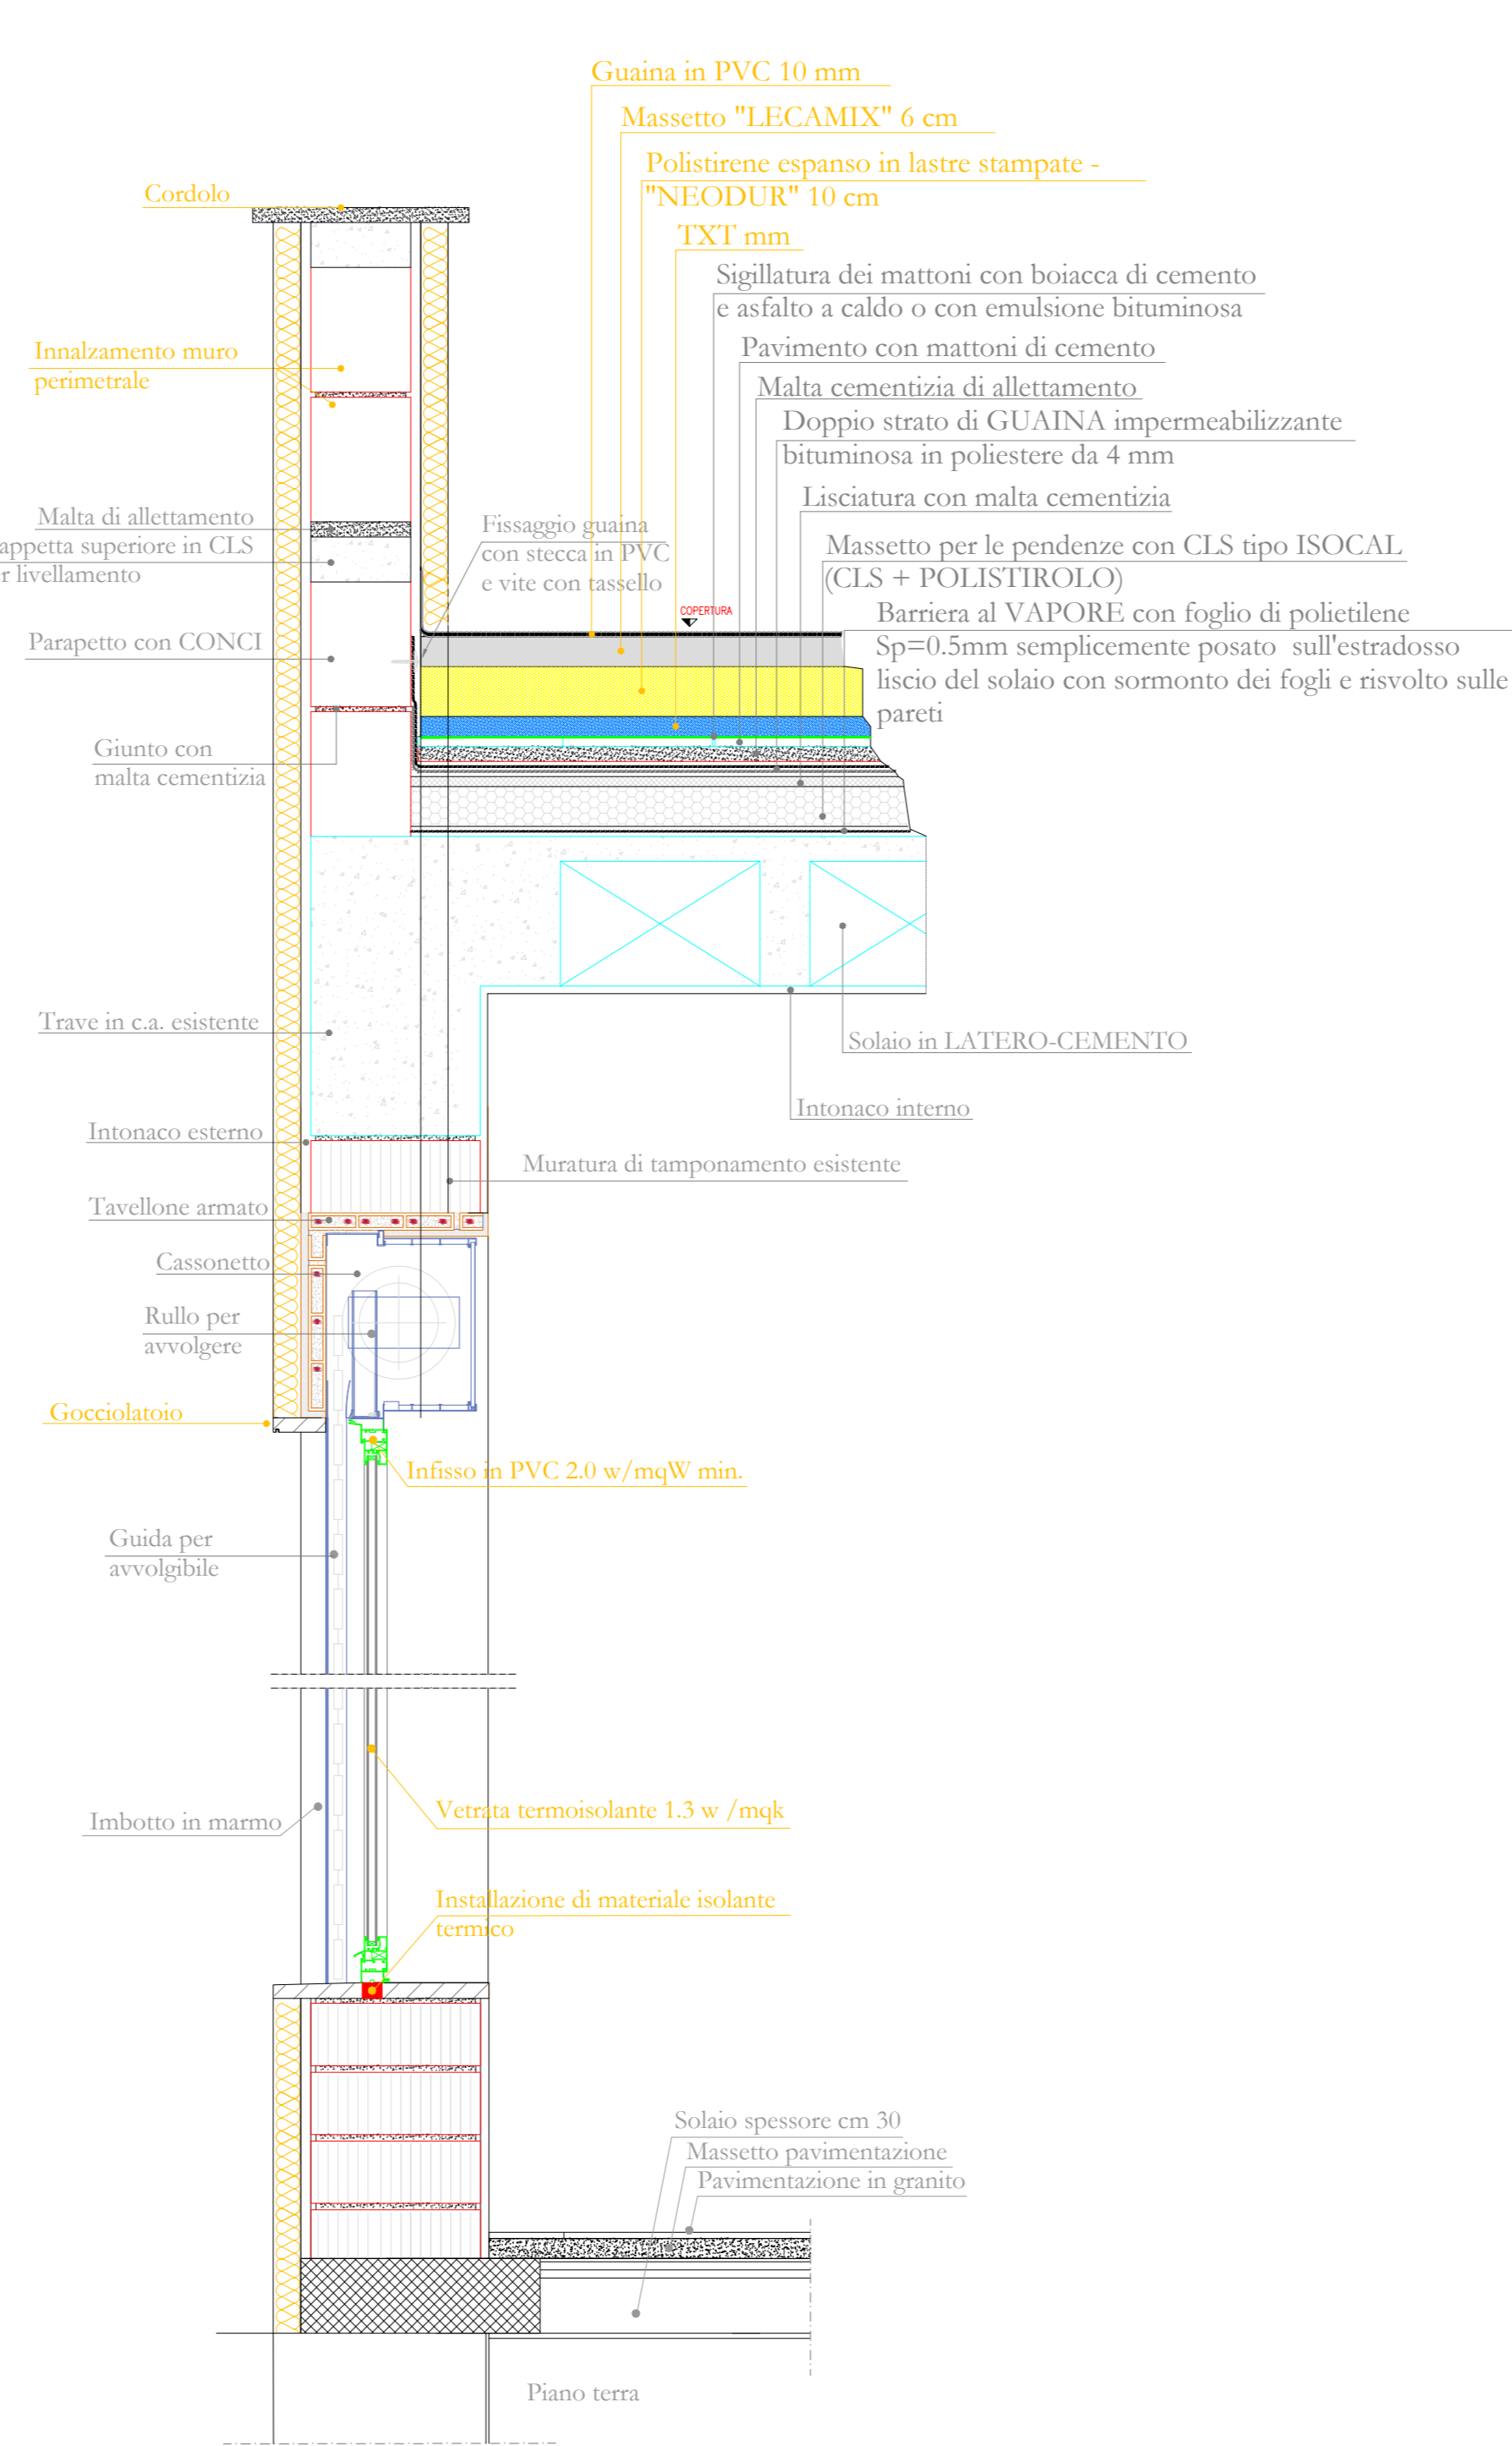 Guaina in PVC 10 mm
Massetto "LECAMIX" 6 cm
Polistirene espanso in lastre stampate -
"NEODUR" 10 cm
Cordolo
TXT mm
Sigillatura dei mattoni con boiacca di cemento
e asfalto a caldo o con emulsione bituminosa
Innalzamento muro
perimetrale
Pavimento con mattoni di cemento
Malta cementizia di allettamento
Doppio strato di GUAINA impermeabilizzante
bituminosa in poliestere da 4 mm
Lisciatura con malta cementizia
Malta di allettamento
appetta superiore in CLS
r livellamento
Fissaggio guaina
con stecca in PVC
e vite con tassello
Massetto per le pendenze con CLS tipo ISOCAL
(CLS + POLISTIROLO)
COPERTURA
Barriera al VAPORE con foglio di polietilene
Sp=0.5mm semplicemente posato sull'estradosso
liscio del solaio con sormonto dei fogli e risvolto sulle
pareti
Parapetto con CONCI
Giunto con
malta cementizia
Trave in c.a. esistente
Solaio in LATERO-CEMENTO
Intonaco interno
Intonaco esterno
Muratura di tamponamento esistente
Tavellone armato
Cassonetto
Rullo per
avvolgere
Gocciolatoio
Infisso in PVC 2.0 w/mqW min.
Guida per
avvolgibile
Vetrata termoisolante 1.3 w /mqk
Imbotto in marmo
Installazione di materiale isolante
termico
Solaio spessore cm 30
Massetto pavimentazione
Pavimentazione in granito
Piano terra